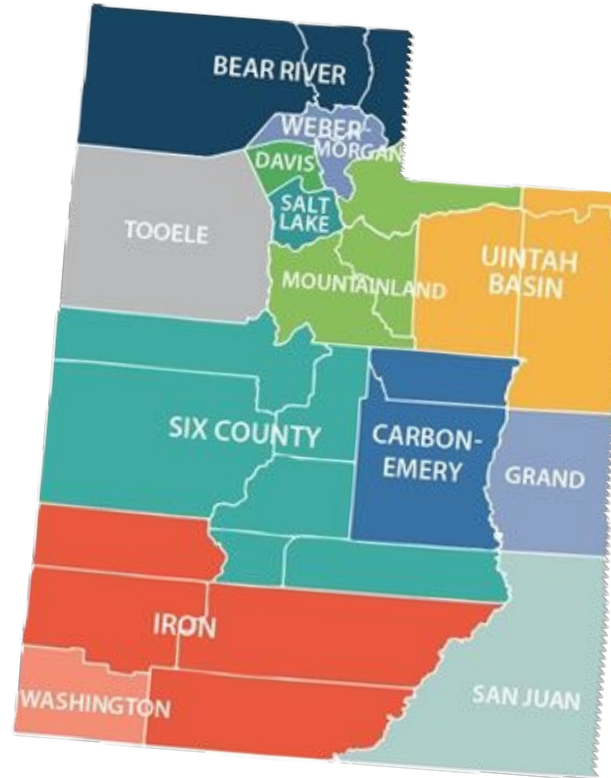 BEAR RIVER
WEBER-
MORGAN
DAVIS
SALT
LAKE
TOOELE
MOUNTAINLAND
UINTAH
BASIN
SIX COUNTY
CARBON-
EMERY
GRAND
IRON
WASHINGTON
SAN JUAN